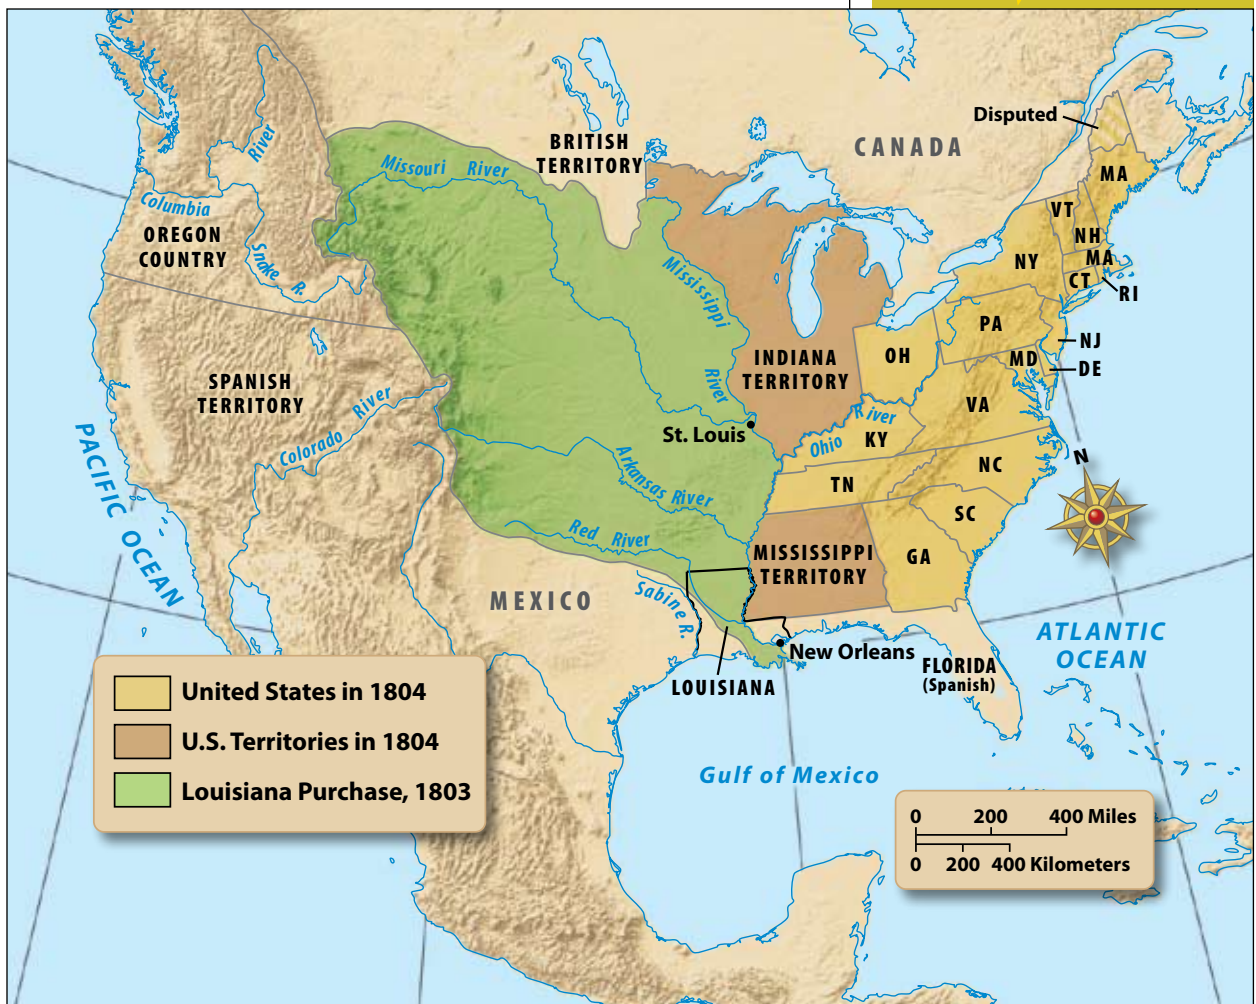 Disputed
CANADA
BRITISH
TERRITORY
Missouri River
River
Columbia
OREGON
COUNTRY
Snake R.
Mississippi
River
MA
VT
NH
MA
NY
CT
RI
PA
NJ
OH
MD
DE
INDIANA
TERRITORY
SPANISH
TERRITORY
Colorado River
VA
St. Louis
Ohio River
KY
PACIFIC OCEAN
N
NC
Arkansas River
TN
SC
Red River
MISSISSIPPI
TERRITORY
GA
MEXICO
Sabine R.
ATLANTIC
OCEAN
New Orleans
FLORIDA
(Spanish)
LOUISIANA
United States in 1804
U.S. Territories in 1804
Louisiana Purchase, 1803
Gulf of Mexico
0 200 400 Miles
0 200 400 Kilometers